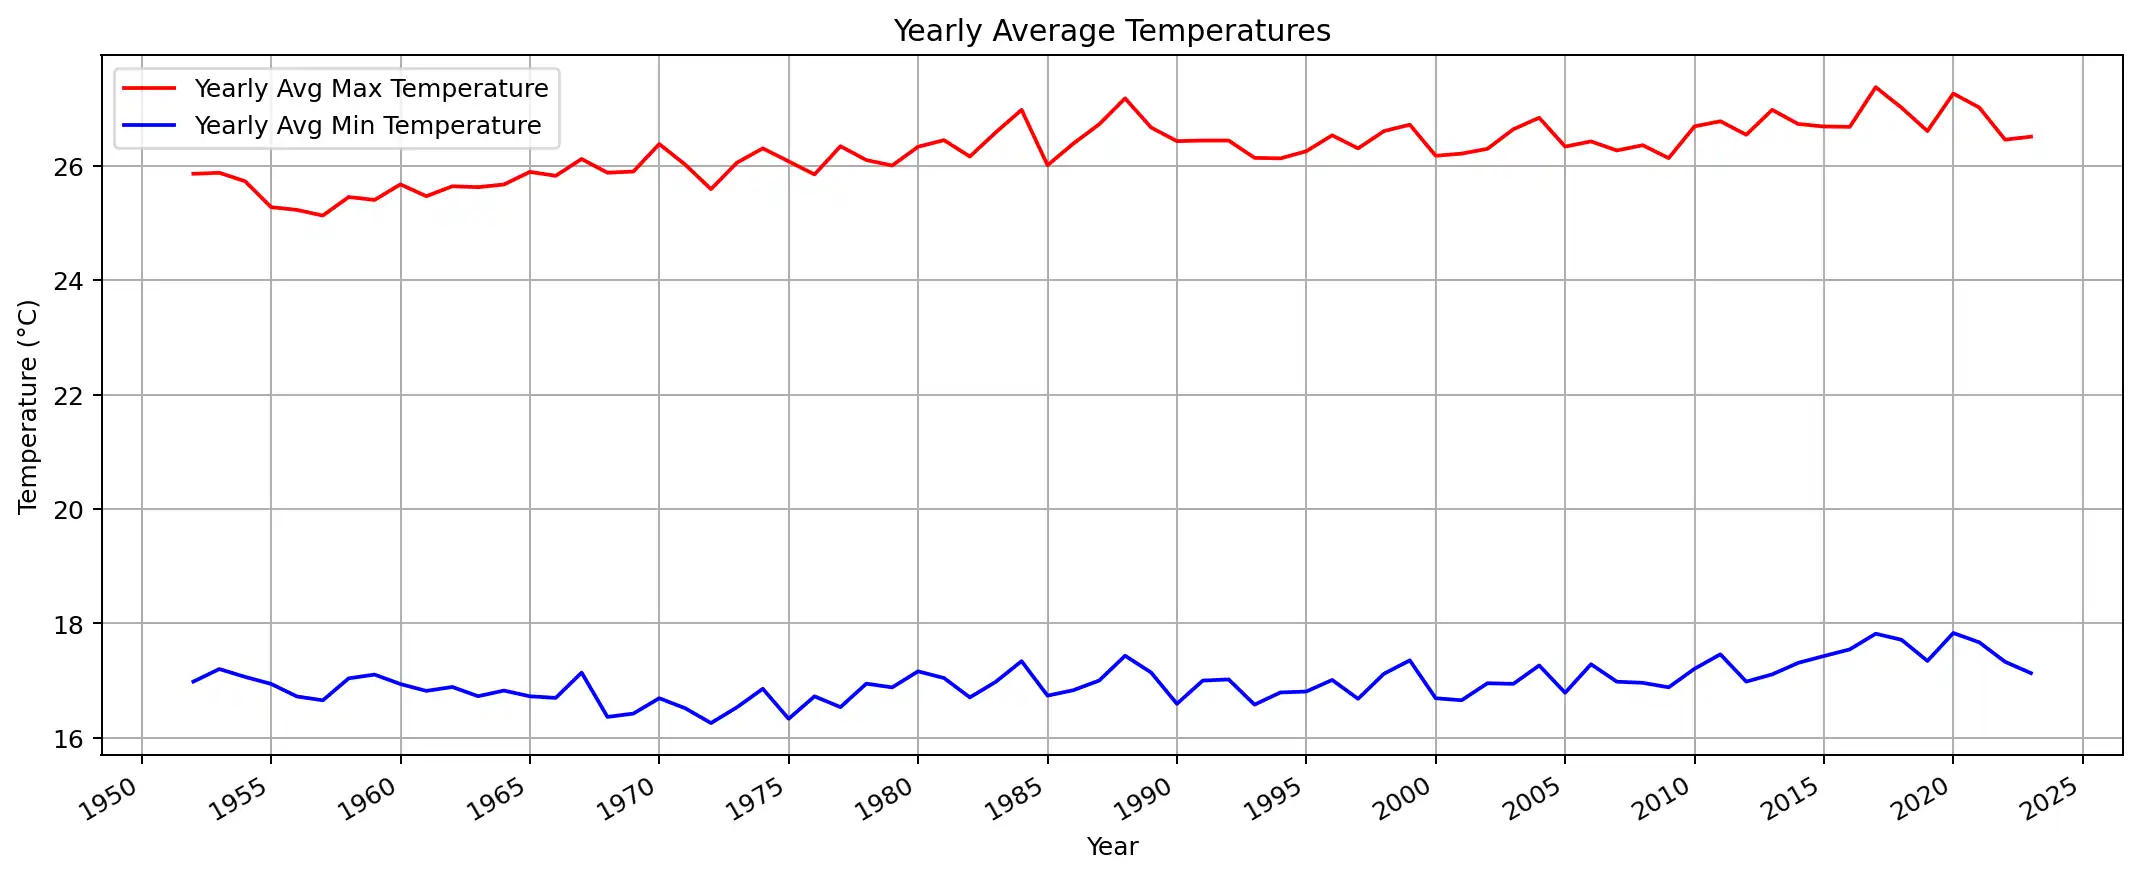 Yearly Average Temperatures
Yearly Avg Max Temperature
Yearly Avg Min Temperature
26
24
22
20
18
16
Temperature (°C)
1950 1955 1960 1965 1970 1975 1980 1985 1990 1995 2000 2005 2010 2015 2020 2025
Year